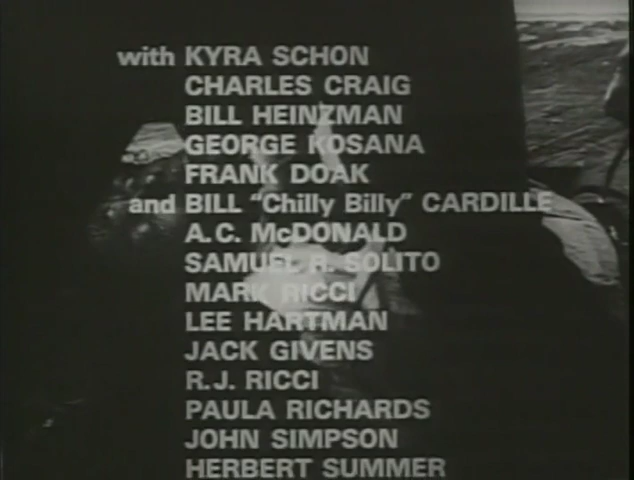 with KYRA SCHON
CHARLES CRAIG
BILL HEINZMAN
GEORGE KOSANA
FRANK DOAK
and BILL "Chilly Billy" CARDILLE
A.C. McDONALD
SAMUEL R. SOLITO
MARK RICCI
LEE HARTMAN
JACK GIVENS
R.J. RICCI
PAULA RICHARDS
JOHN SIMPSON
HERBERT SUMMER